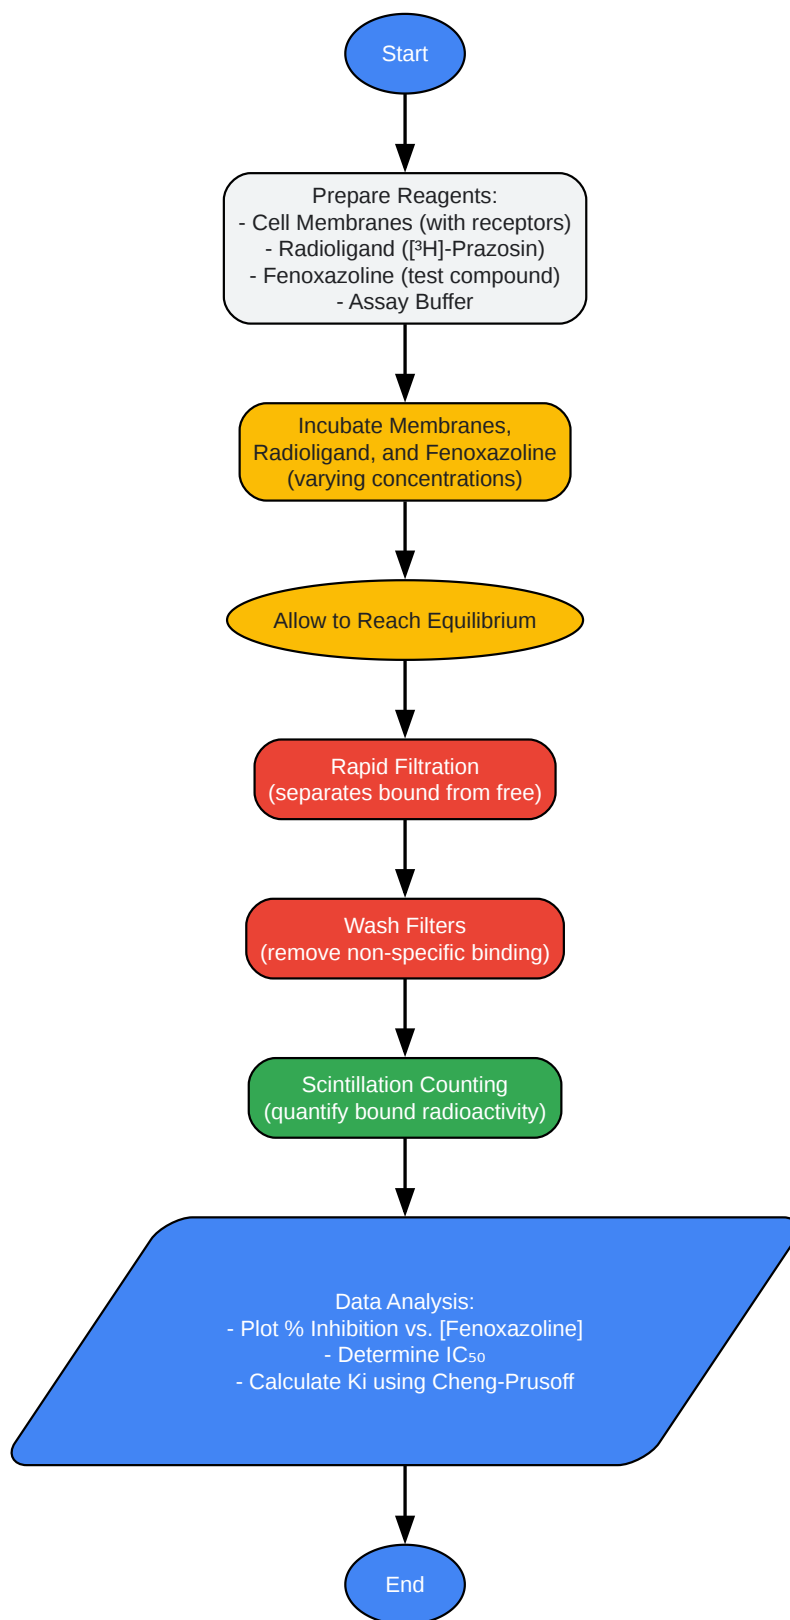 Start
Prepare Reagents:
- Cell Membranes (with receptors)
- Radioligand ([³H]-Prazosin)
- Fenoxazoline (test compound)
- Assay Buffer
Incubate Membranes,
Radioligand, and Fenoxazoline
(varying concentrations)
Allow to Reach Equilibrium
Rapid Filtration
(separates bound from free)
Wash Filters
(remove non-specific binding)
Scintillation Counting
(quantify bound radioactivity)
Data Analysis:
- Plot % Inhibition vs. [Fenoxazoline]
- Determine IC₅₀
- Calculate Ki using Cheng-Prusoff
End